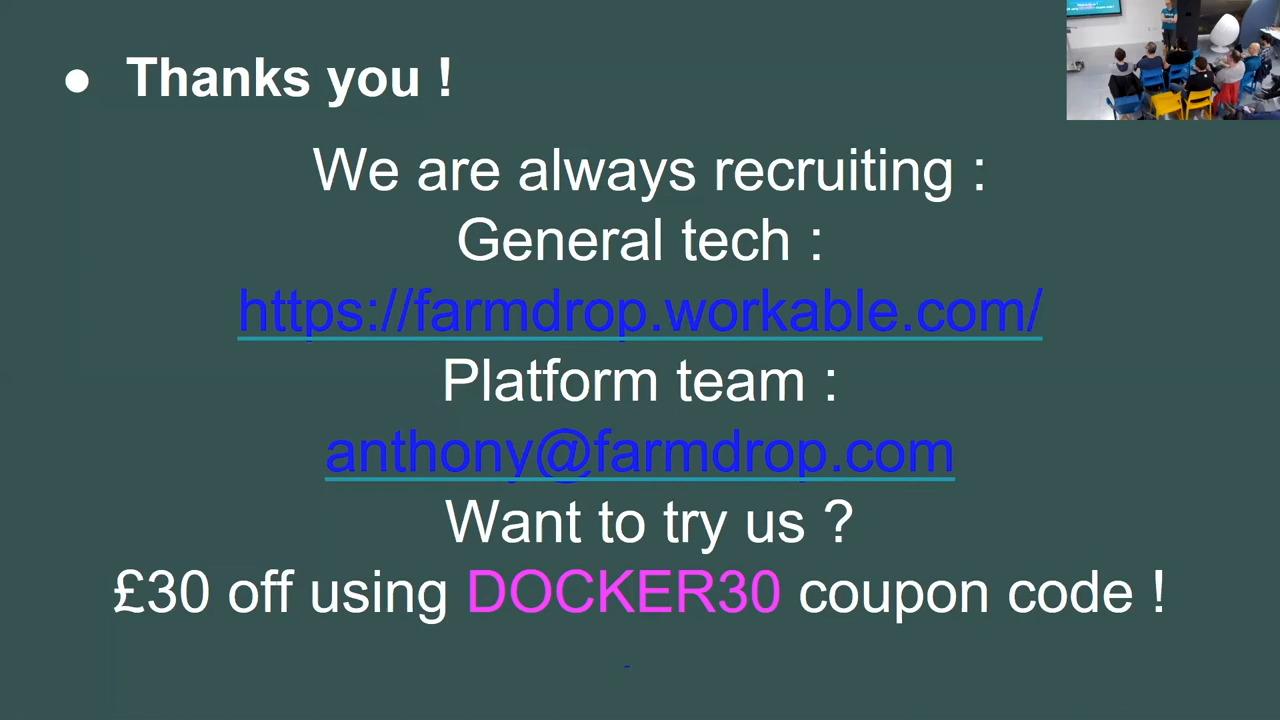 ● Thanks you !
We are always recruiting :
General tech :
https://farmdrop.workable.com/
Platform team :
anthony@farmdrop.com
Want to try us ?
£30 off using DOCKER30 coupon code !